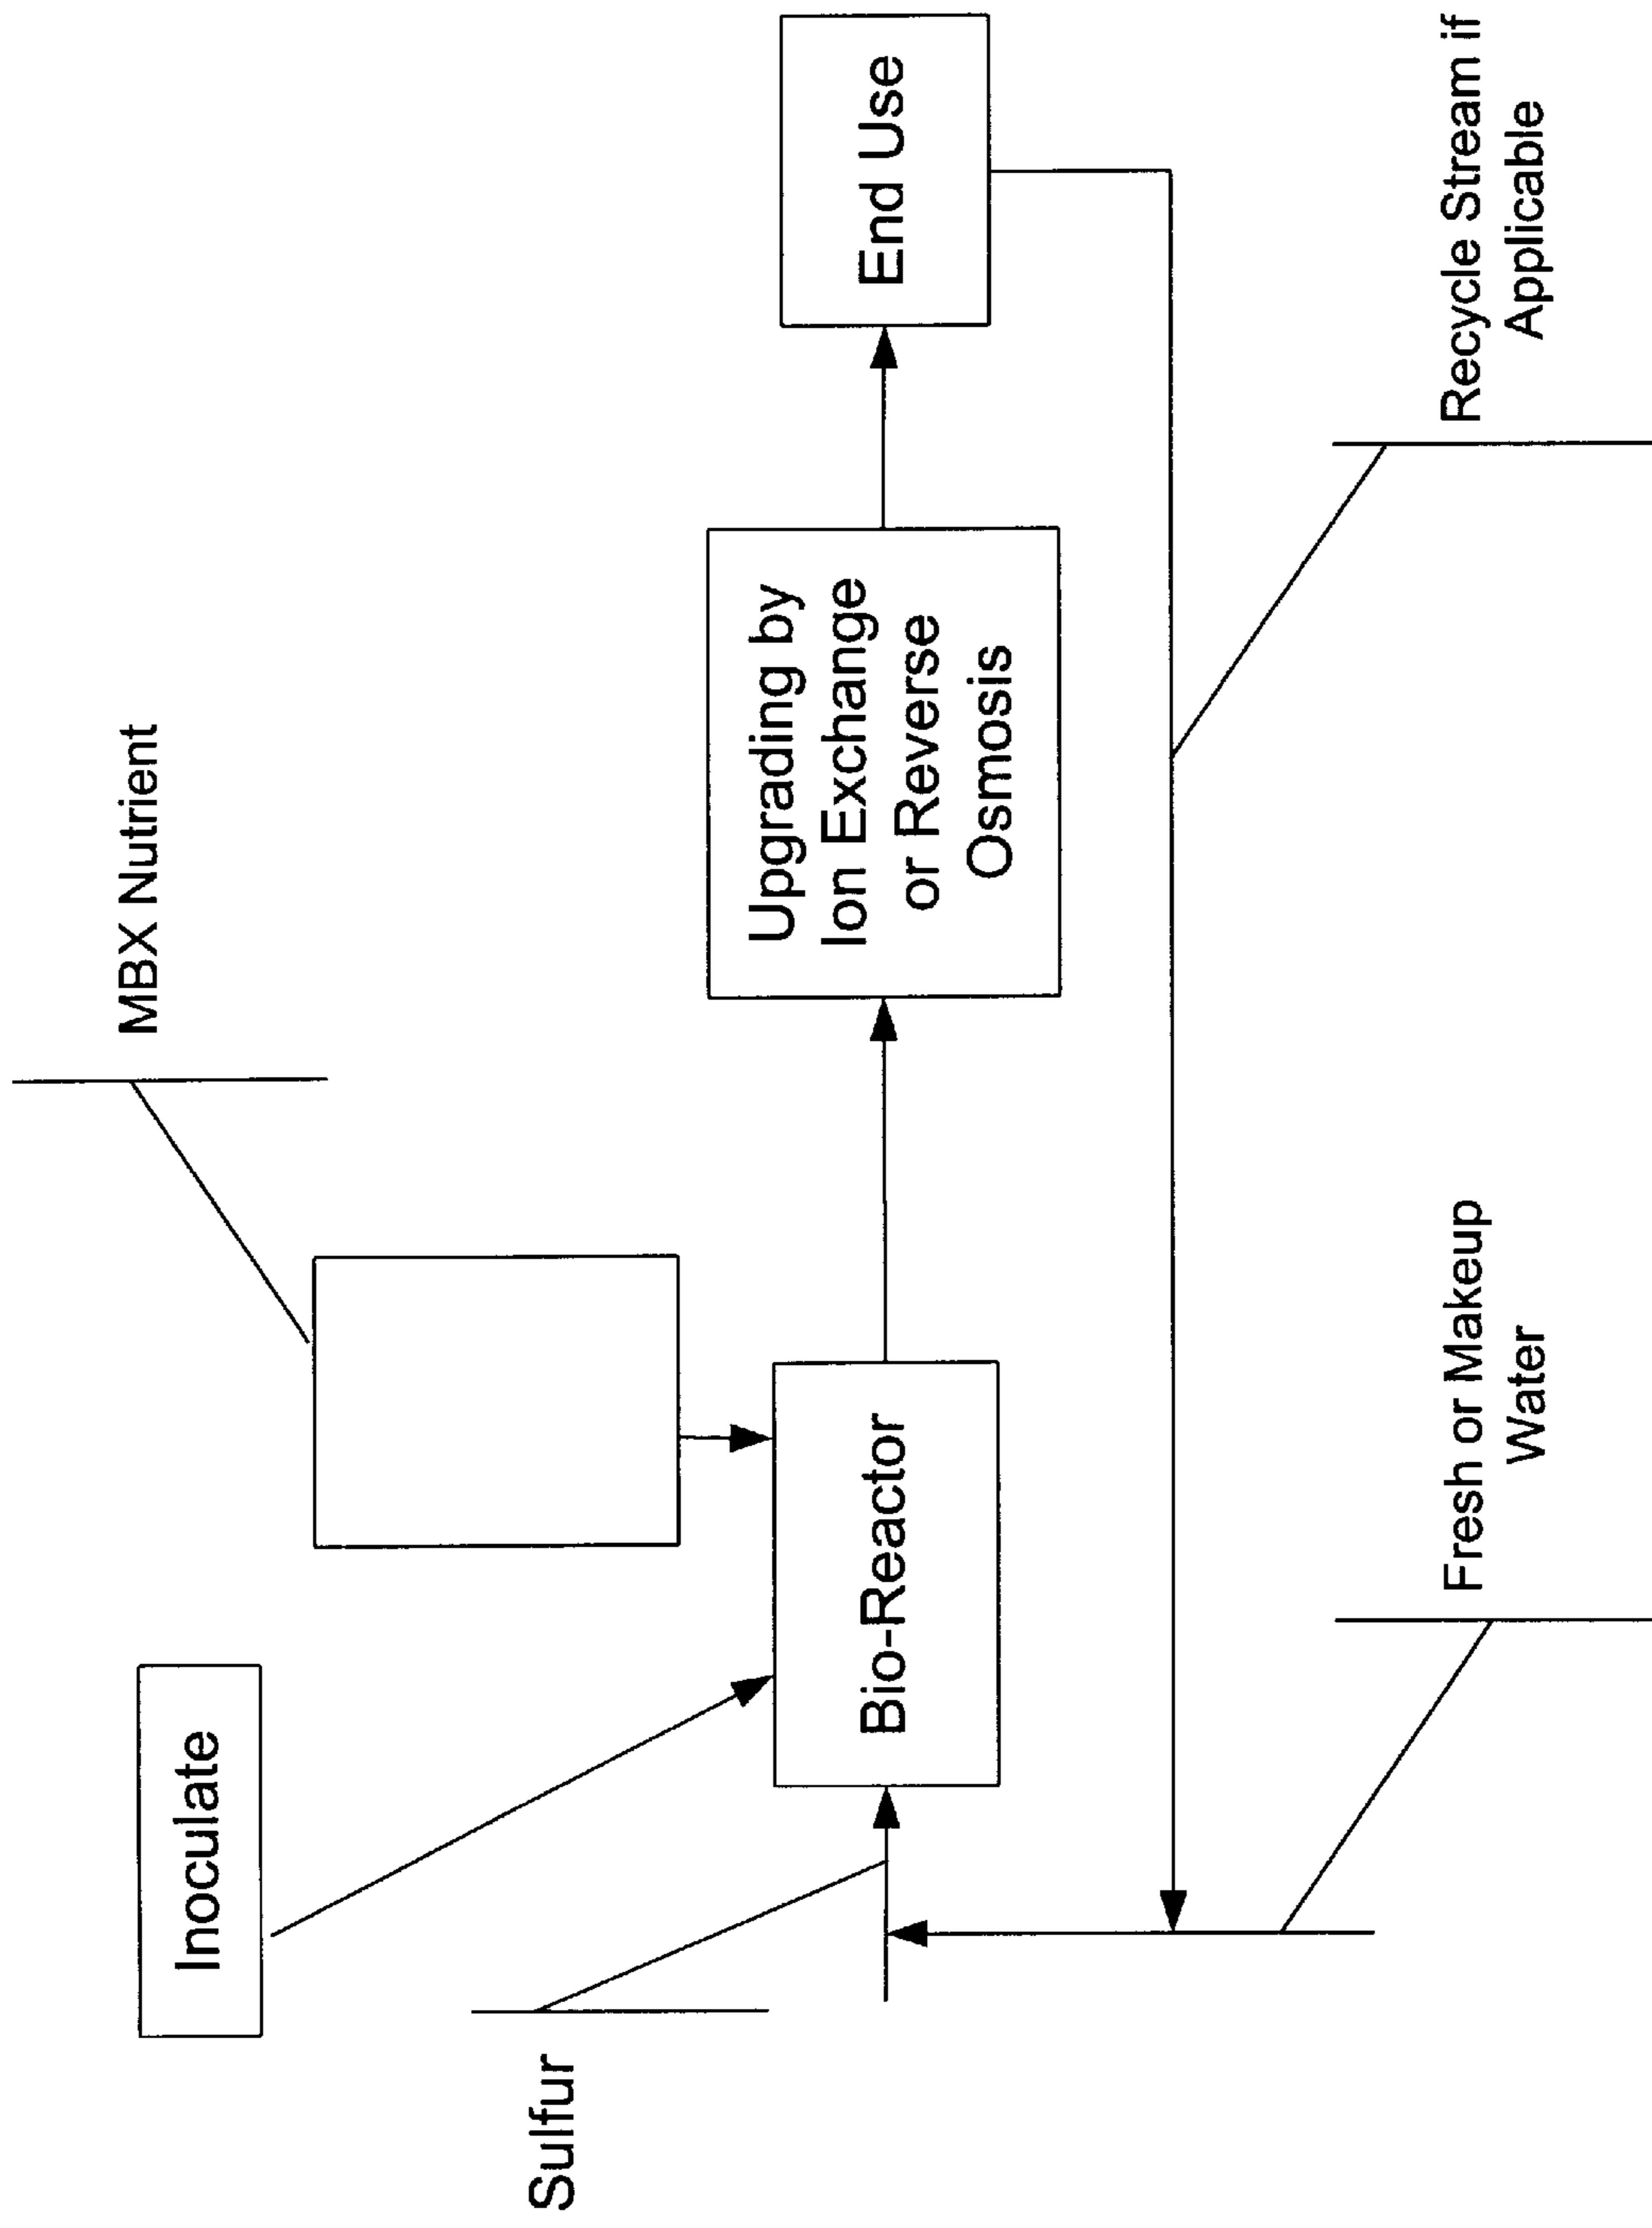 MBX Nutrient
Inoculate
Sulfur
Bio-Reactor
Upgrading by
Ion Exchange
or Reverse
Osmosis
End Use
Fresh or Makeup
Water
Recycle Stream if
Applicable